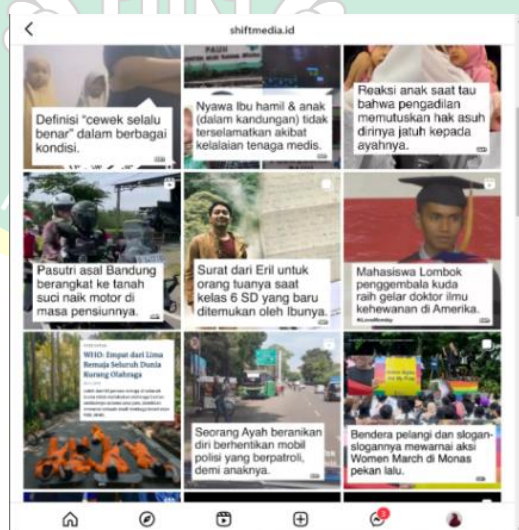 shiftmedia.id
Definisi "cewek selalu
benar" dalam berbagai
kondisi.
PAUH
Nyawa Ibu hamil & anak
(dalam kandungan) tidak
terselamatkan akibat
kelalaian tenaga medis.
Reaksi anak saat tau
bahwa pengadilan
memutuskan hak asuh
dirinya jatuh kepada
ayahnya.
Pasutri asal Bandung
berangkat ke tanah
suci naik motor di
masa pensiunnya.
Surat dari Eril untuk
orang tuanya saat
kelas 6 SD yang baru
ditemukan oleh Ibunya.
Mahasiswa Lombok
penggembala kuda
raih gelar doktor ilmu
kehewanan di Amerika.
WHO: Empat dari Lima
Remaja Seluruh Dunia
Kurang Olahraga
Seorang Ayah beranikan
diri berhentikan mobil
polisi yang berpatroli,
demi anaknya.
Bendera pelangi dan slogan-
slogannya mewarnai aksi
Women March di Monas
pekan lalu.
3